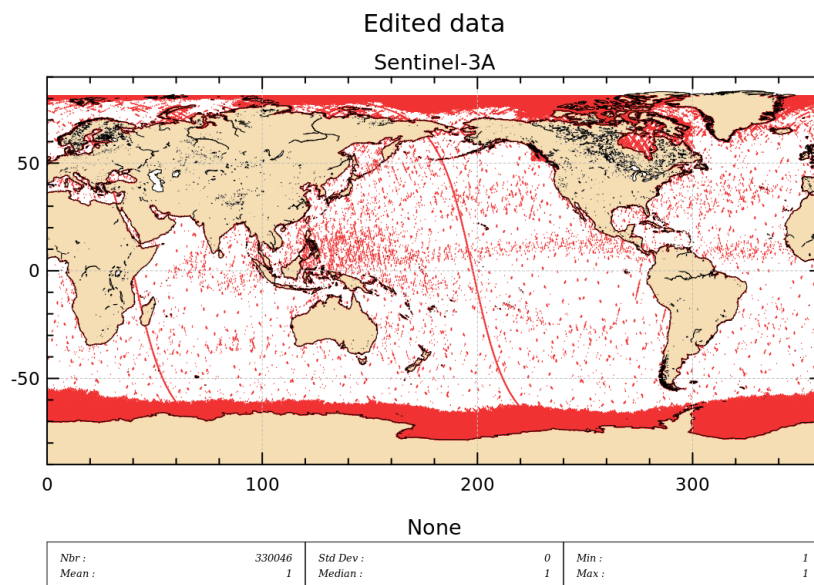 Edited data
Sentinel-3A
50
0
-50
0 100 200 300
None
Nbr : 330046 Std Dev : 0 Min : 1
Mean : 1 Median : 1 Max : 1